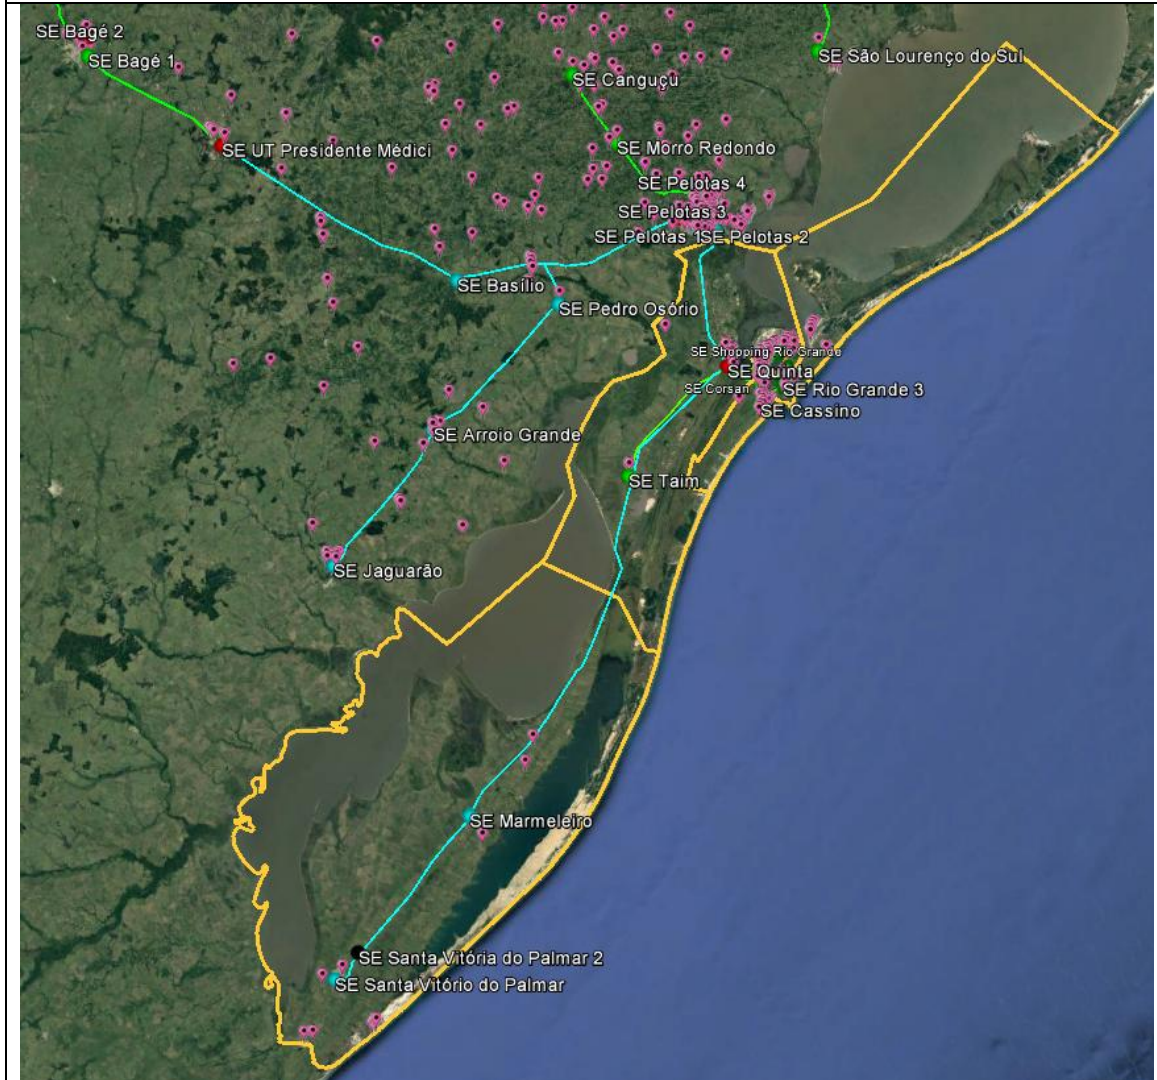 SE Bagé 2
SE Bagé 1
SE São Lourenço do Sul
SE Canguçu
SE UT Presidente Médici
SE Morro Redondo
SE Pelotas 4
SE Pelotas 3
SE Pelotas 1
SE Pelotas 2
SE Basílio
SE Pedro Osório
SE Shopping Rio Grande
SE Quinta
SE Corsan
SE Rio Grande 3
SE Cassino
SE Arroio Grande
SE Taim
SE Jaguarão
SE Marmeleiro
SE Santa Vitória do Palmar 2
SE Santa Vitório do Palmar